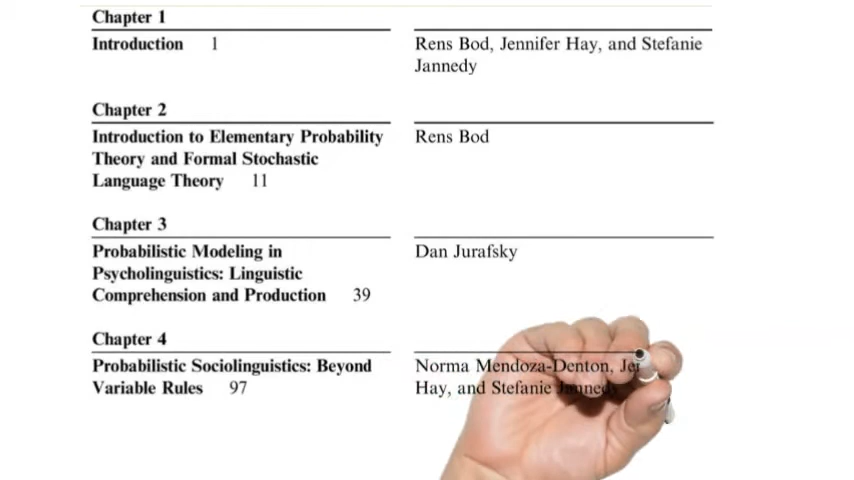 Chapter 1
Introduction 1
Rens Bod, Jennifer Hay, and Stefanie
Jannedy
Chapter 2
Introduction to Elementary Probability
Theory and Formal Stochastic
Language Theory 11
Rens Bod
Chapter 3
Probabilistic Modeling in
Psycholinguistics: Linguistic
Comprehension and Production 39
Dan Jurafsky
Chapter 4
Probabilistic Sociolinguistics: Beyond
Variable Rules 97
Norma Mendoza-Denton,
Hay, and Stefanie Jannedy